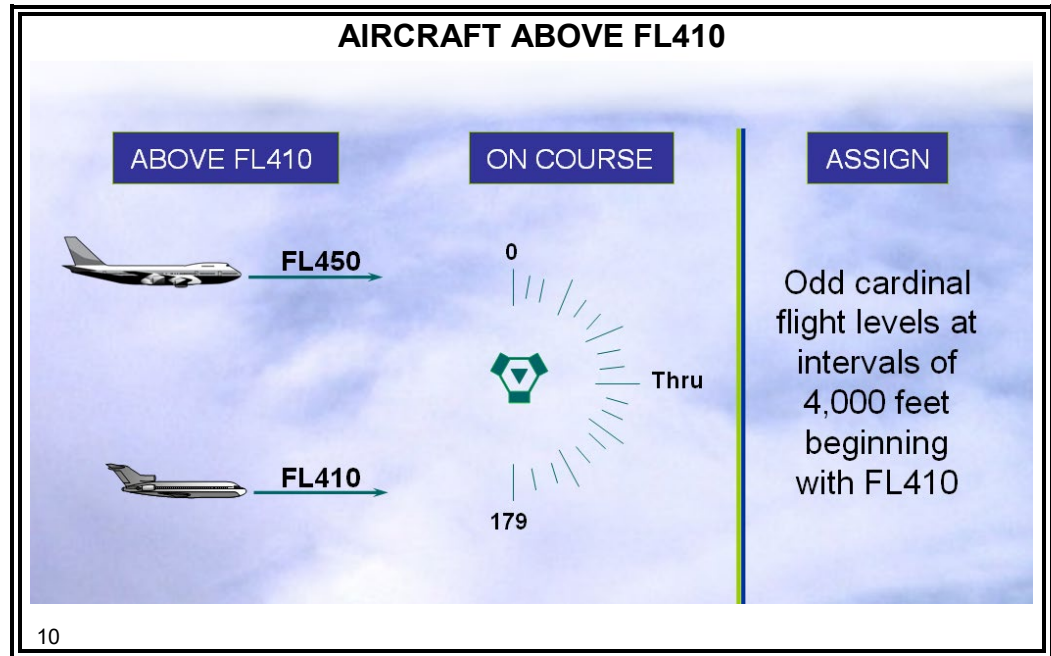 AIRCRAFT ABOVE FL410
ABOVE FL410
ON COURSE
ASSIGN
FL450
0
Thru
FL410
179
Odd cardinal
flight levels at
intervals of
4,000 feet
beginning
with FL410
10